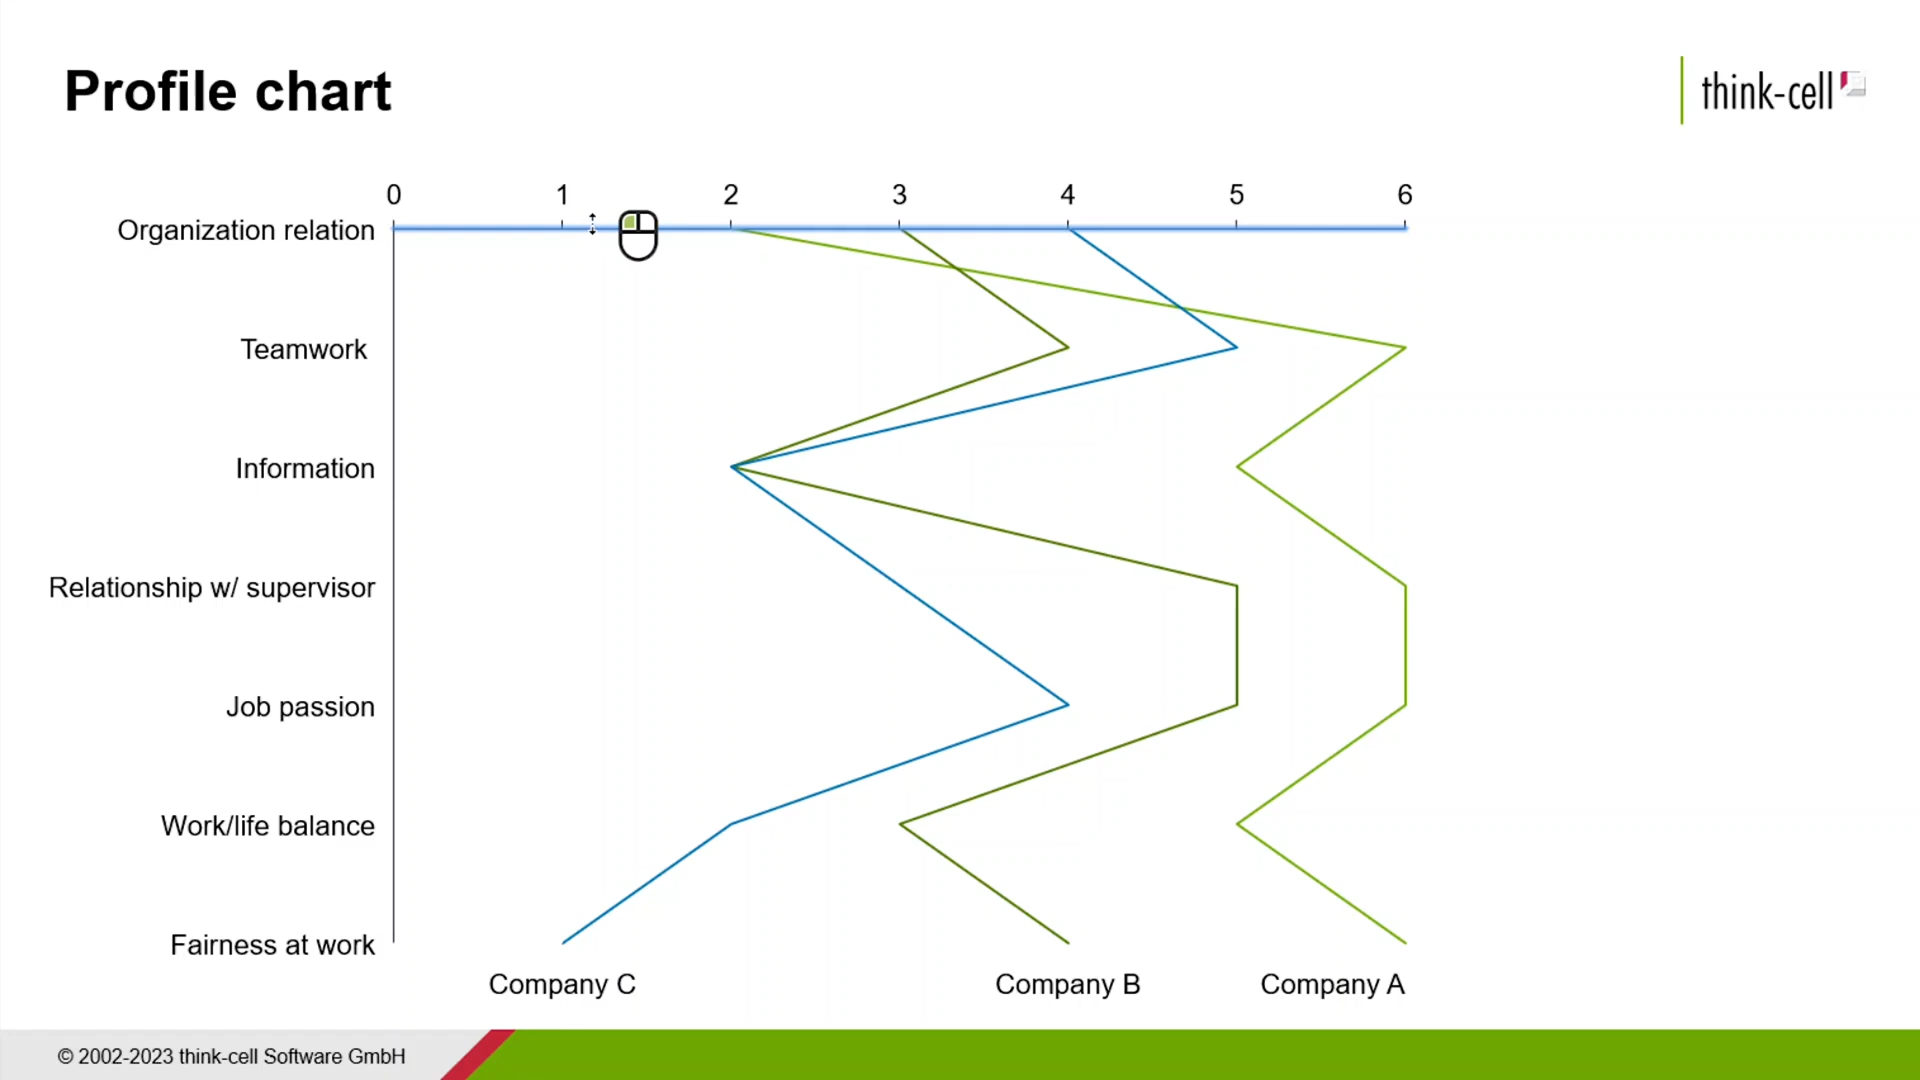 Profile chart
think-cell
0 1 2 3 4 5 6
Organization relation
Teamwork
Information
Relationship w/ supervisor
Job passion
Work/life balance
Fairness at work
Company C Company B Company A
© 2002-2023 think-cell Software GmbH